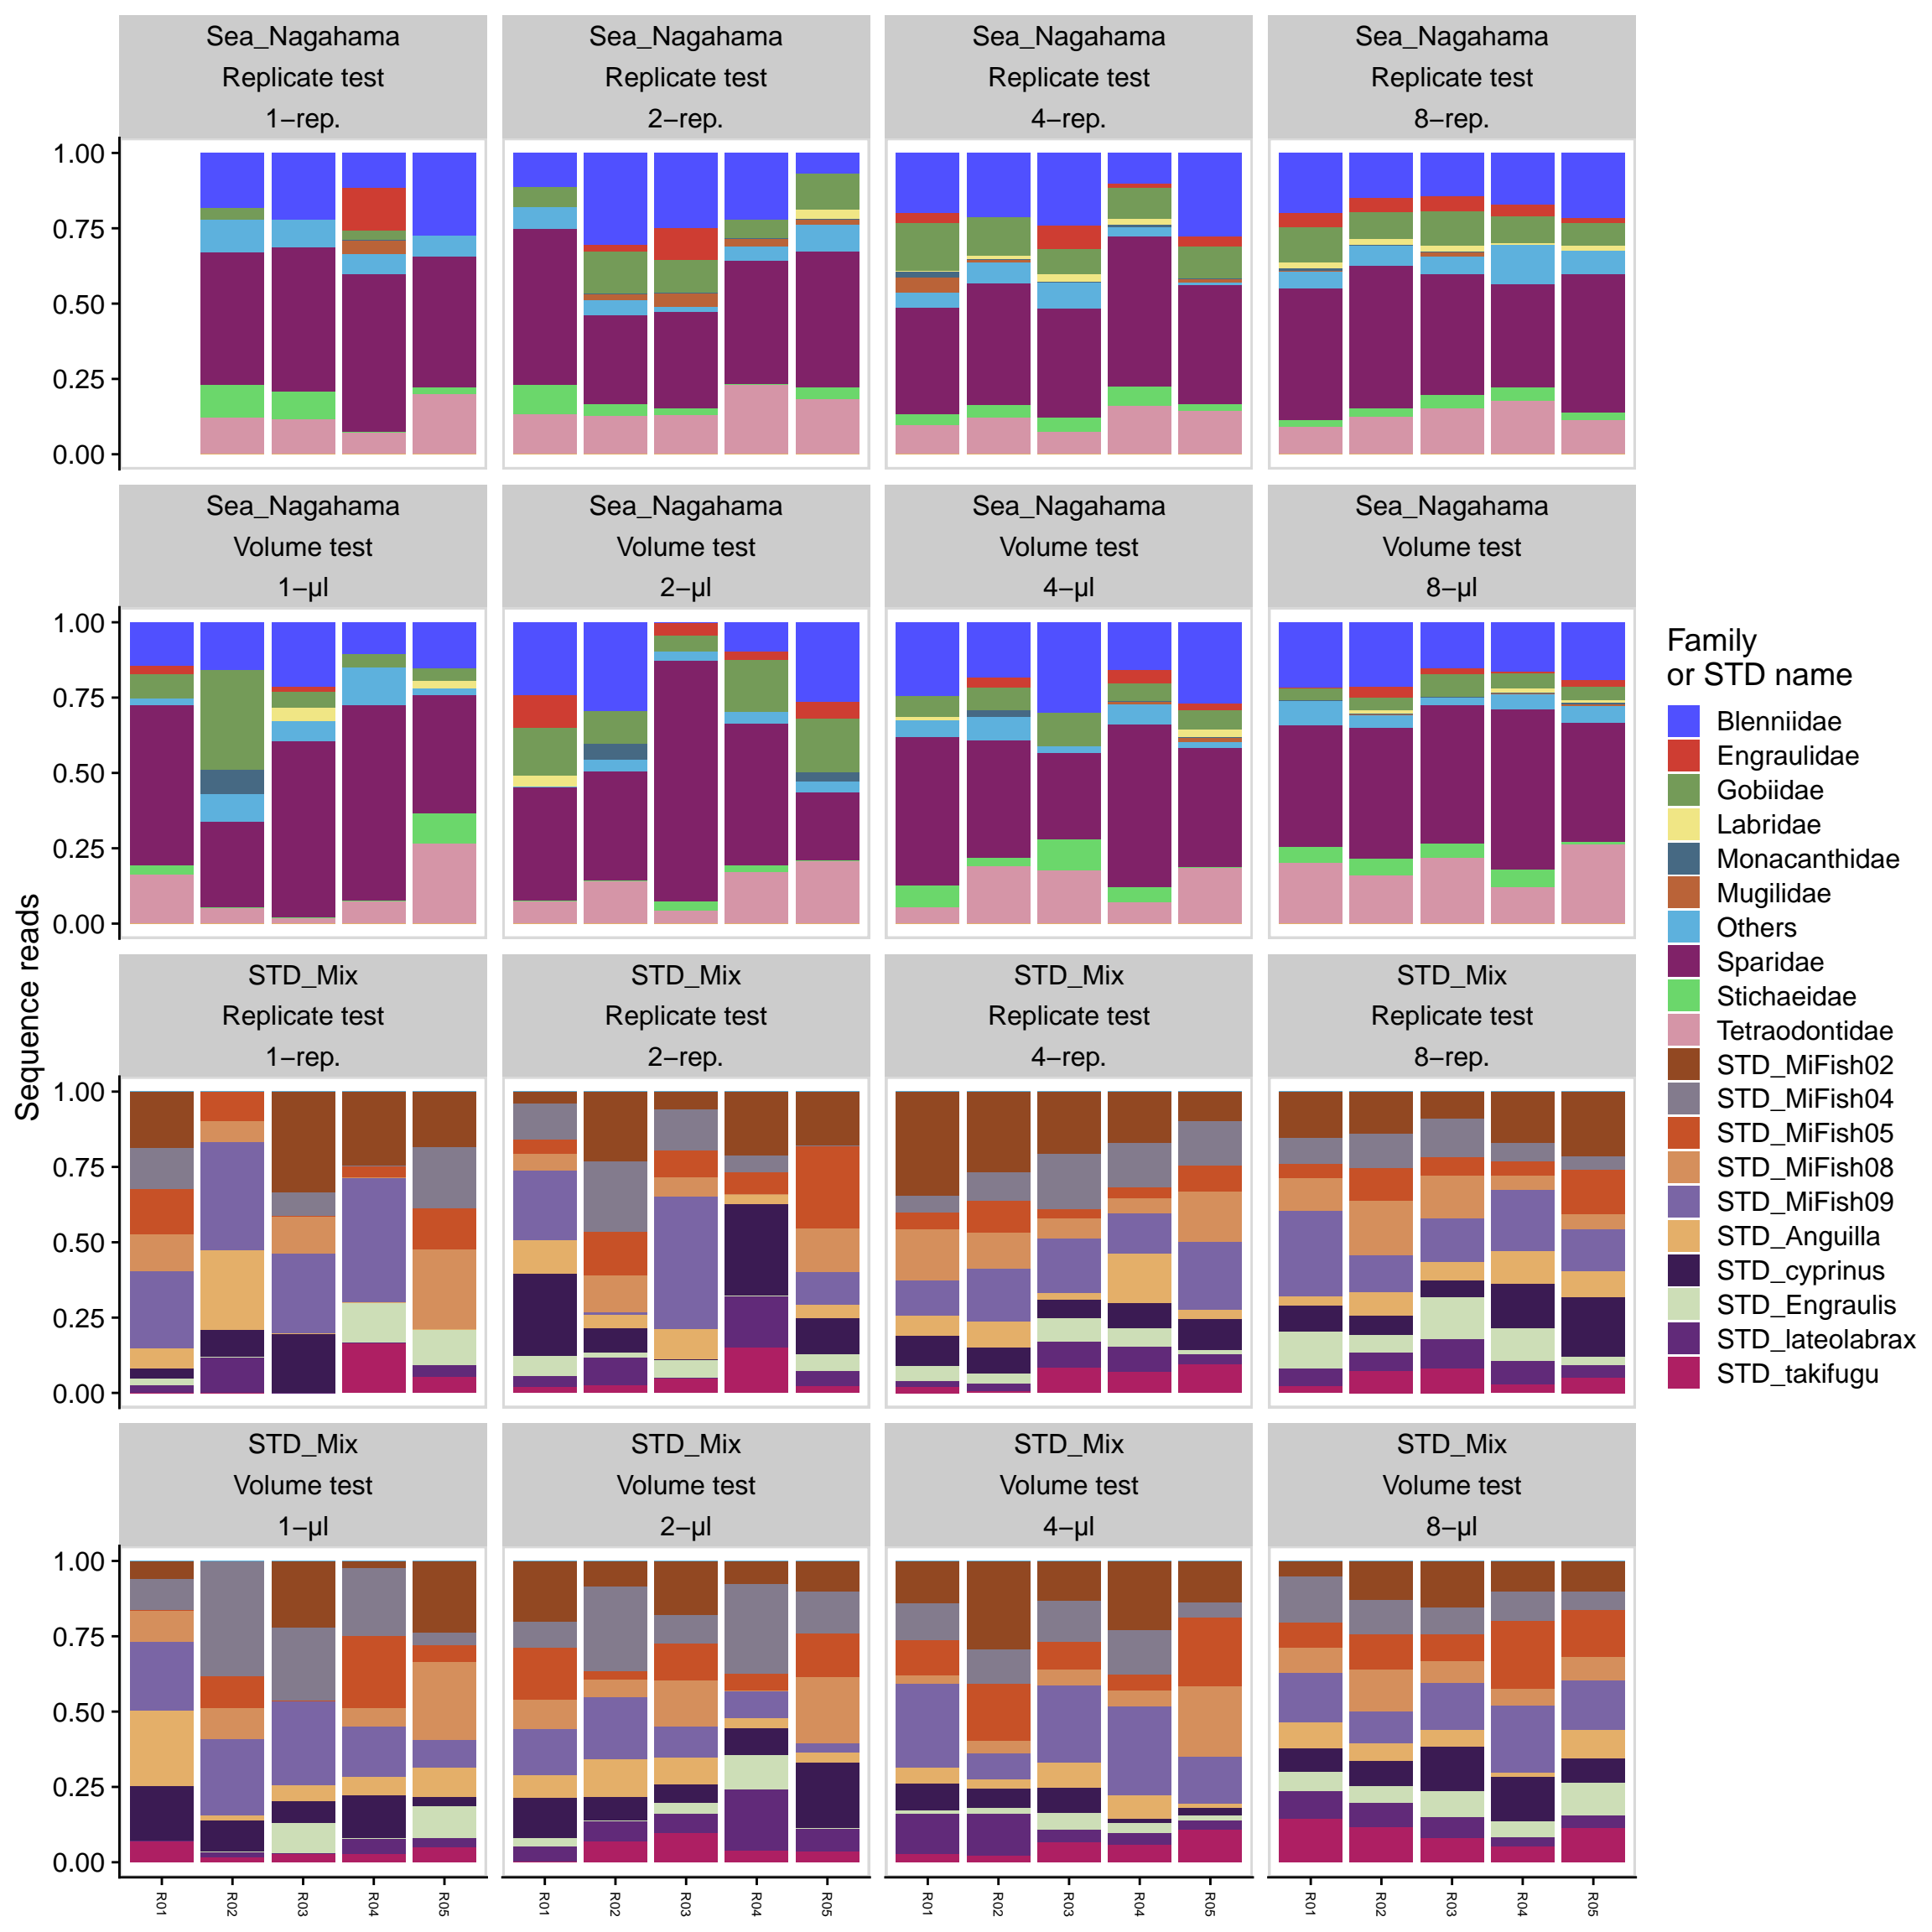 Sea_Nagahama
Replicate test
1−rep.
Sea_Nagahama
Replicate test
2−rep.
Sea_Nagahama
Replicate test
4−rep.
Sea_Nagahama
Replicate test
8−rep.
1.00
0.75
0.50
0.25
0.00
Sea_Nagahama
Volume test
1−µl
Sea_Nagahama
Volume test
2−µl
Sea_Nagahama
Volume test
4−µl
Sea_Nagahama
Volume test
8−µl
1.00
0.75
0.50
0.25
0.00
STD_Mix
Replicate test
1−rep.
STD_Mix
Replicate test
2−rep.
STD_Mix
Replicate test
4−rep.
STD_Mix
Replicate test
8−rep.
1.00
0.75
0.50
0.25
0.00
STD_Mix
Volume test
1−µl
STD_Mix
Volume test
2−µl
STD_Mix
Volume test
4−µl
STD_Mix
Volume test
8−µl
1.00
0.75
0.50
0.25
0.00
R01
R02
R03
R04
R05
R01
R02
R03
R04
R05
R01
R02
R03
R04
R05
R01
R02
R03
R04
R05
Sequence reads
Family
or STD name
Blenniidae
Engraulidae
Gobiidae
Labridae
Monacanthidae
Mugilidae
Others
Sparidae
Stichaeidae
Tetraodontidae
STD_MiFish02
STD_MiFish04
STD_MiFish05
STD_MiFish08
STD_MiFish09
STD_Anguilla
STD_cyprinus
STD_Engraulis
STD_lateolabrax
STD_takifugu